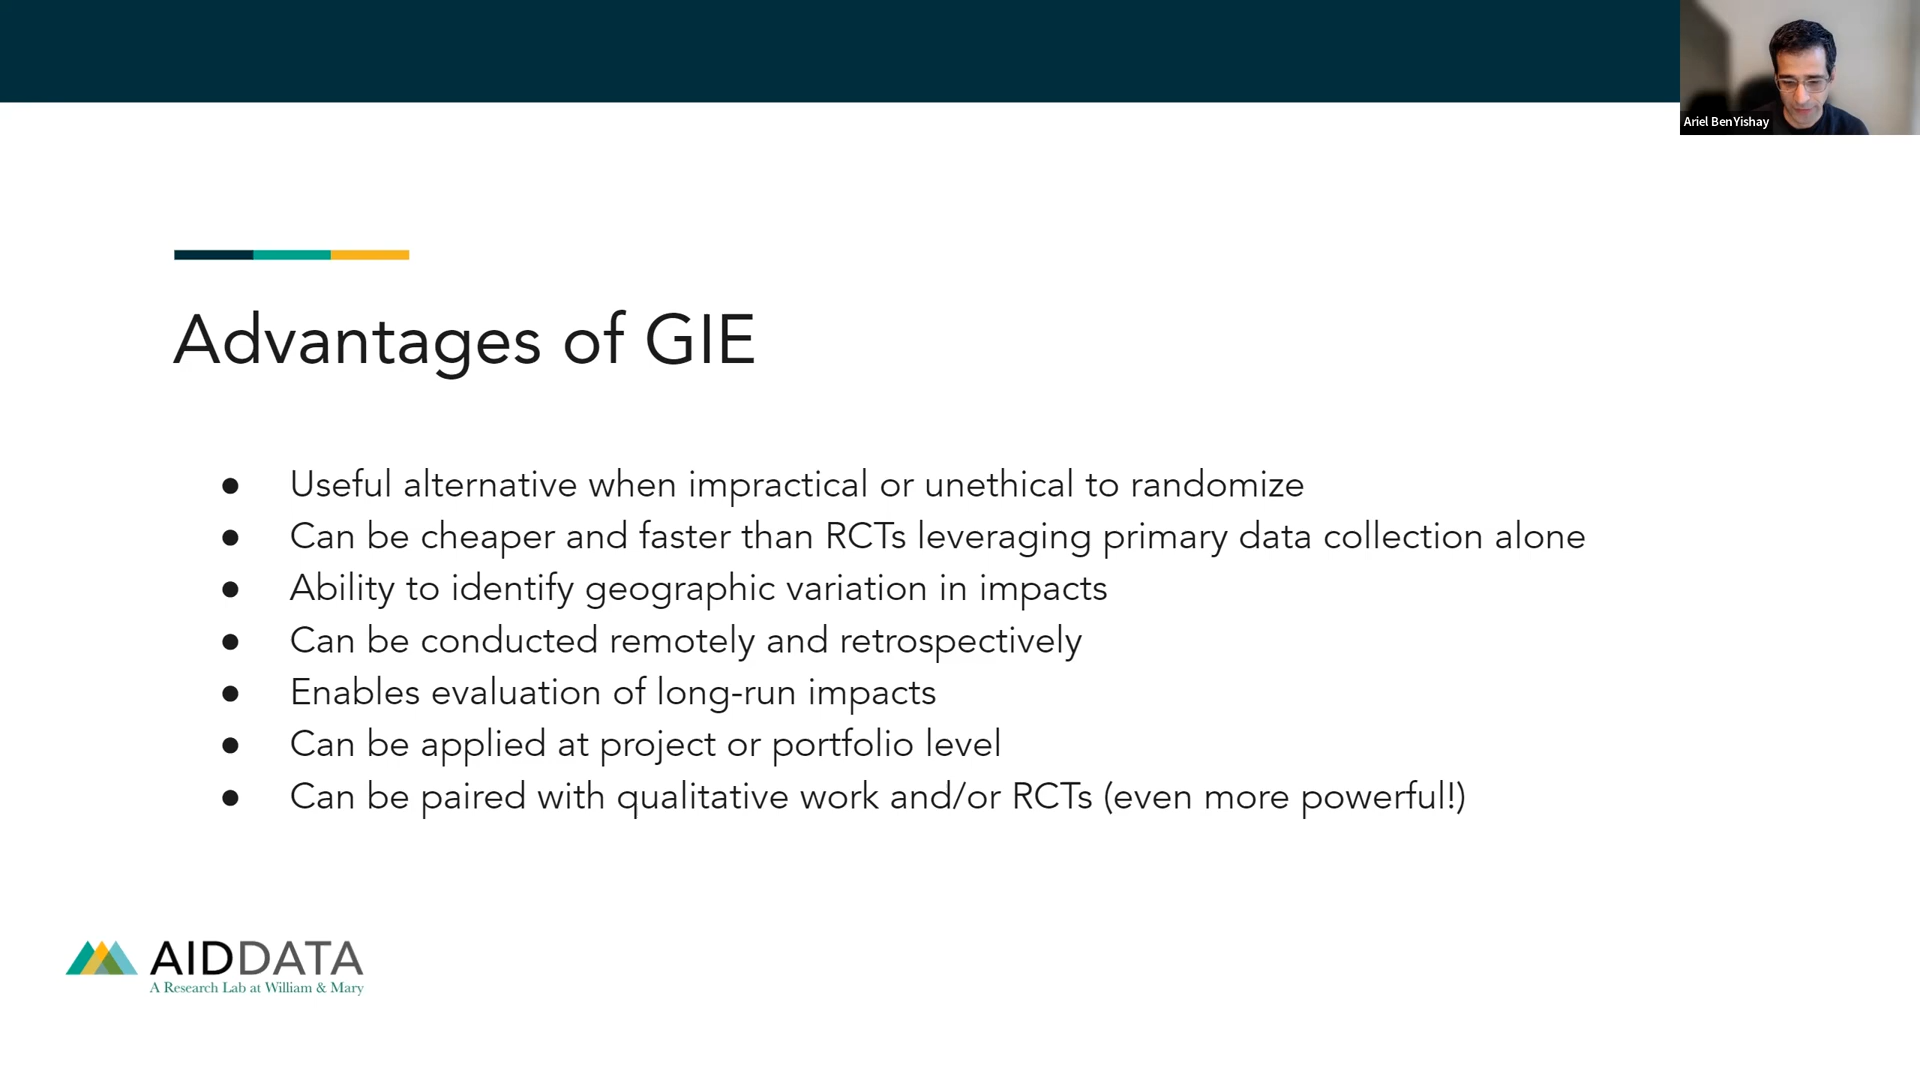 Ariel BenYishay
Advantages of GIE
● Useful alternative when impractical or unethical to randomize
● Can be cheaper and faster than RCTs leveraging primary data collection alone
● Ability to identify geographic variation in impacts
● Can be conducted remotely and retrospectively
● Enables evaluation of long-run impacts
● Can be applied at project or portfolio level
● Can be paired with qualitative work and/or RCTs (even more powerful!)
AIDDATA
A Research Lab at William & Mary